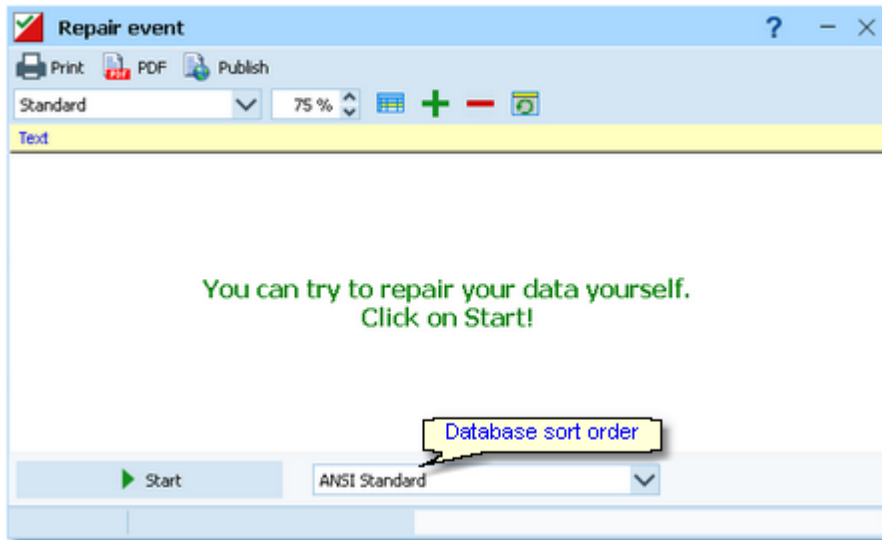 Repair event
Print PDF Publish
Standard 75 %
Text
You can try to repair your data yourself.
Click on Start!
Database sort order
Start ANSI Standard